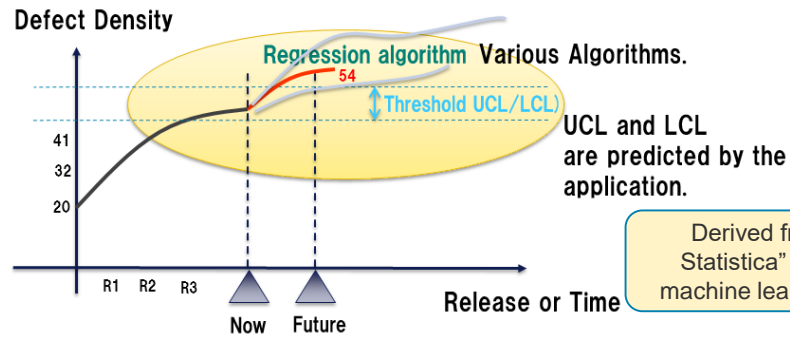 Defect Density
Regression algorithm Various Algorithms.
54
Threshold UCL/LCL)
UCL and LCL
are predicted by the
application.
41
32
20
Derived
Statistica”
machine
R1 R2 R3
Release or Time
Now Future